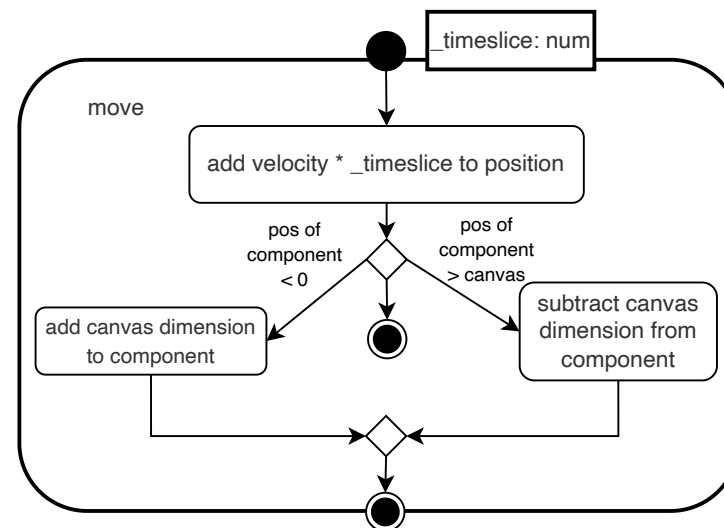 _timeslice: num
move
add velocity * _timeslice to position
pos of
component
< 0
pos of
component
> canvas
add canvas dimension
to component
subtract canvas
dimension from
component